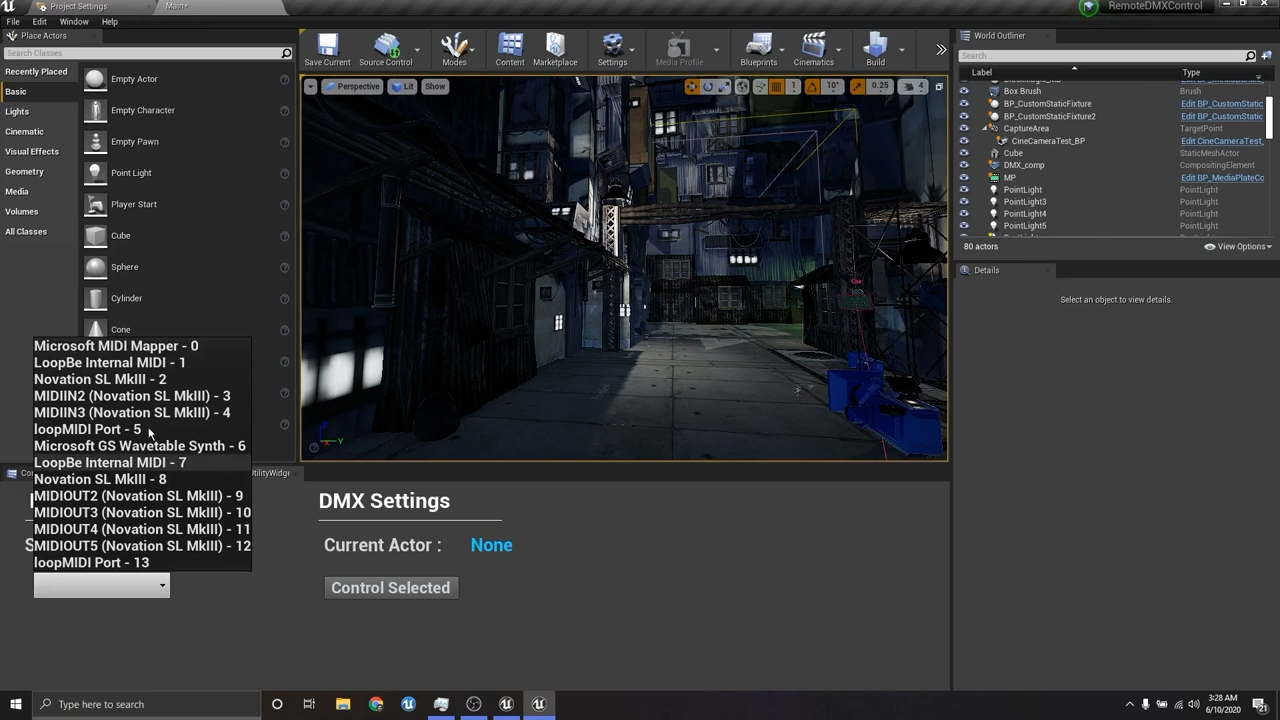 Project Settings
Main*
RemoteDMXControl
File
Edit
Window
Help
Place Actors
Search Classes
Recently Placed
Basic
Lights
Cinematic
Visual Effects
Geometry
Media
Volumes
All Classes
Empty Actor
Empty Character
Empty Pawn
Point Light
Player Start
Cube
Sphere
Cylinder
Cone
Save Current
Source Control
Modes
Content
Marketplace
Settings
Media Profile
Blueprints
Cinematics
Build
Perspective
Lit
Show
1
10°
0.25
4
World Outliner
Search...
Label
Type
Box Brush
Brush
BP_CustomStaticFixture
Edit BP_CustomStatic
BP_CustomStaticFixture2
Edit BP_CustomStatic
CaptureArea
TargetPoint
CineCameraTest_BP
Edit CineCameraTest_
Cube
StaticMeshActor
DMX_comp
CompositingElement
MP
Edit BP_MediaPlateCo
PointLight
PointLight
PointLight3
PointLight
PointLight4
PointLight
PointLight5
PointLight
80 actors
View Options
Details
Select an object to view details.
Microsoft MIDI Mapper - 0
LoopBe Internal MIDI - 1
Novation SL MkIII - 2
MIDIIN2 (Novation SL MkIII) - 3
MIDIIN3 (Novation SL MkIII) - 4
loopMIDI Port - 5
Microsoft GS Wavetable Synth - 6
LoopBe Internal MIDI - 7
Novation SL MkIII - 8
MIDIOUT2 (Novation SL MkIII) - 9
MIDIOUT3 (Novation SL MkIII) - 10
MIDIOUT4 (Novation SL MkIII) - 11
MIDIOUT5 (Novation SL MkIII) - 12
loopMIDI Port - 13
UtilityWidge
DMX Settings
Current Actor : None
Control Selected
Type here to search
3:28 AM
6/10/2020
21